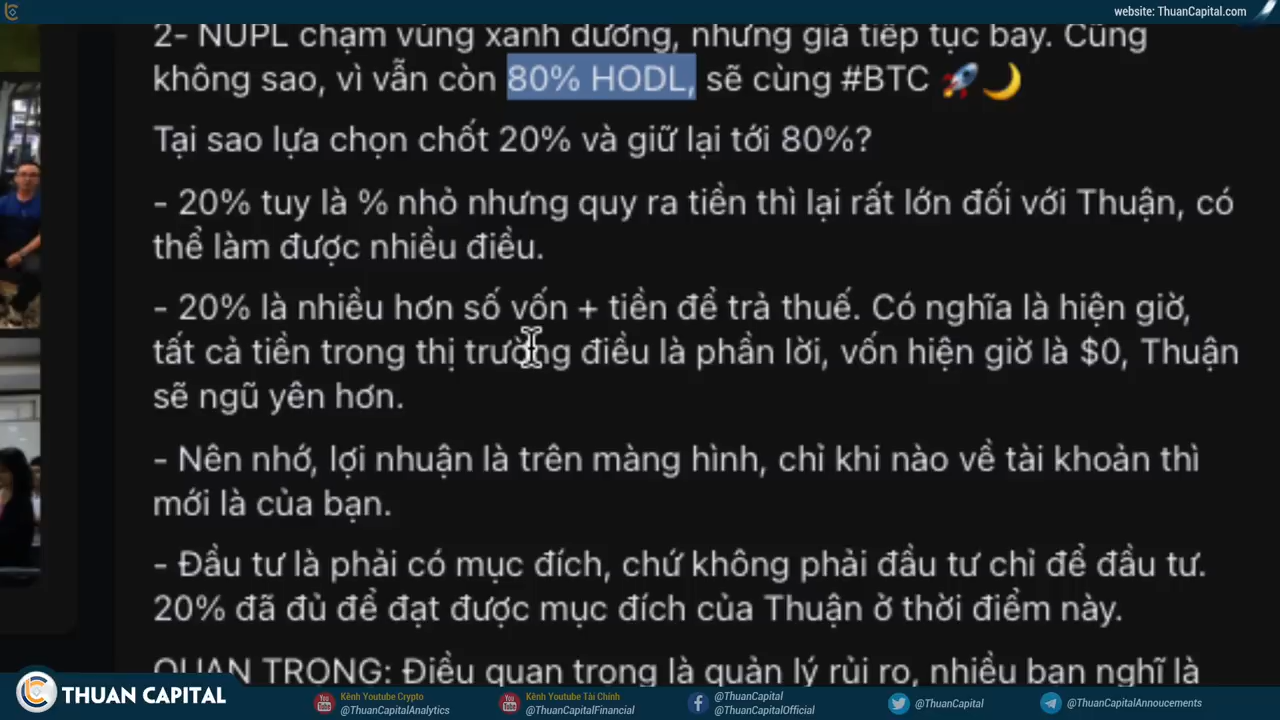 website: ThuanCapital.com
2- NUPL chạm vùng xanh dương, nhưng giá tiếp tục bay. Cũng
không sao, vì vẫn còn 80% HODL, sẽ cùng #BTC 🚀🌙
Tại sao lựa chọn chốt 20% và giữ lại tới 80%?
- 20% tuy là % nhỏ nhưng quy ra tiền thì lại rất lớn đối với Thuận, có
thể làm được nhiều điều.
- 20% là nhiều hơn số vốn + tiền để trả thuế. Có nghĩa là hiện giờ,
tất cả tiền trong thị trường điều là phần lời, vốn hiện giờ là $0, Thuận
sẽ ngũ yên hơn.
- Nên nhớ, lợi nhuận là trên màng hình, chỉ khi nào về tài khoản thì
mới là của bạn.
- Đầu tư là phải có mục đích, chứ không phải đầu tư chỉ để đầu tư.
20% đã đủ để đạt được mục đích của Thuận ở thời điểm này.
QUAN TRỌNG: Điều quan trọng là quản lý rủi ro, nhiều bạn nghĩ là
THUAN CAPITAL
Kênh Youtube Crypto
@ThuanCapitalAnalytics
Kênh Youtube Tài Chính
@ThuanCapitalFinancial
@ThuanCapital
@ThuanCapitalOfficial
@ThuanCapital
@ThuanCapitalAnnoucements